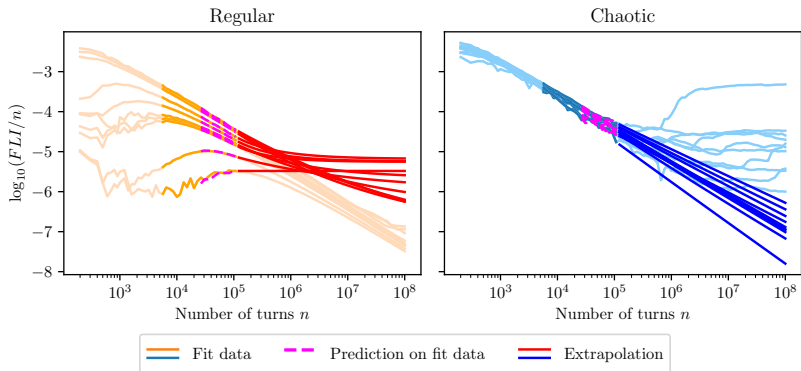 Regular
Chaotic
log₁₀(FLI/n)
−3
−4
−5
−6
−7
−8
10³ 10⁴ 10⁵ 10⁶ 10⁷ 10⁸
10³ 10⁴ 10⁵ 10⁶ 10⁷ 10⁸
Number of turns n
Number of turns n
Fit data
Prediction on fit data
Extrapolation